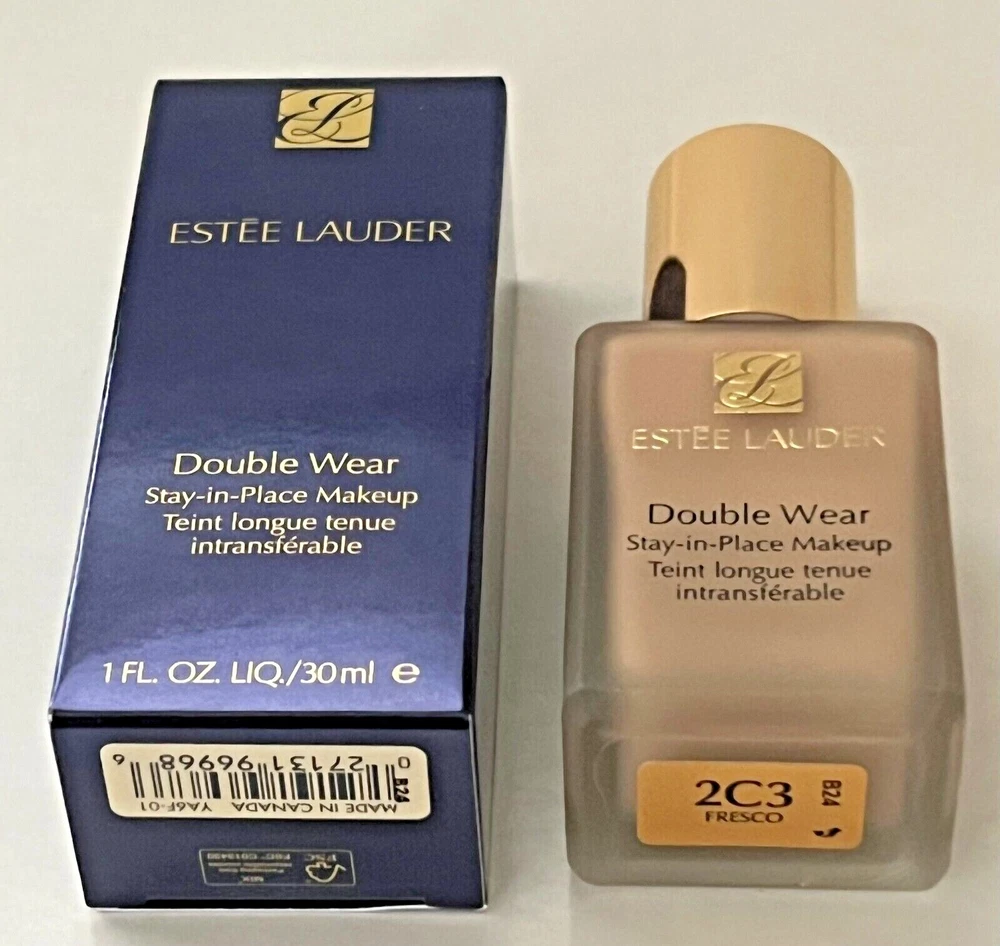 ESTĒE LAUDER
Double Wear
Stay-in-Place Makeup
Teint longue tenue
intransférable
1 FL. OZ. LIQ./30ml e
0 27131 96968 6
B24
MADE IN CANADA YA6F-01
FSC
MIX
ESTĒE LAUDER
Double Wear
Stay-in-Place Makeup
Teint longue tenue
intransférable
2C3
FRESCO
B24